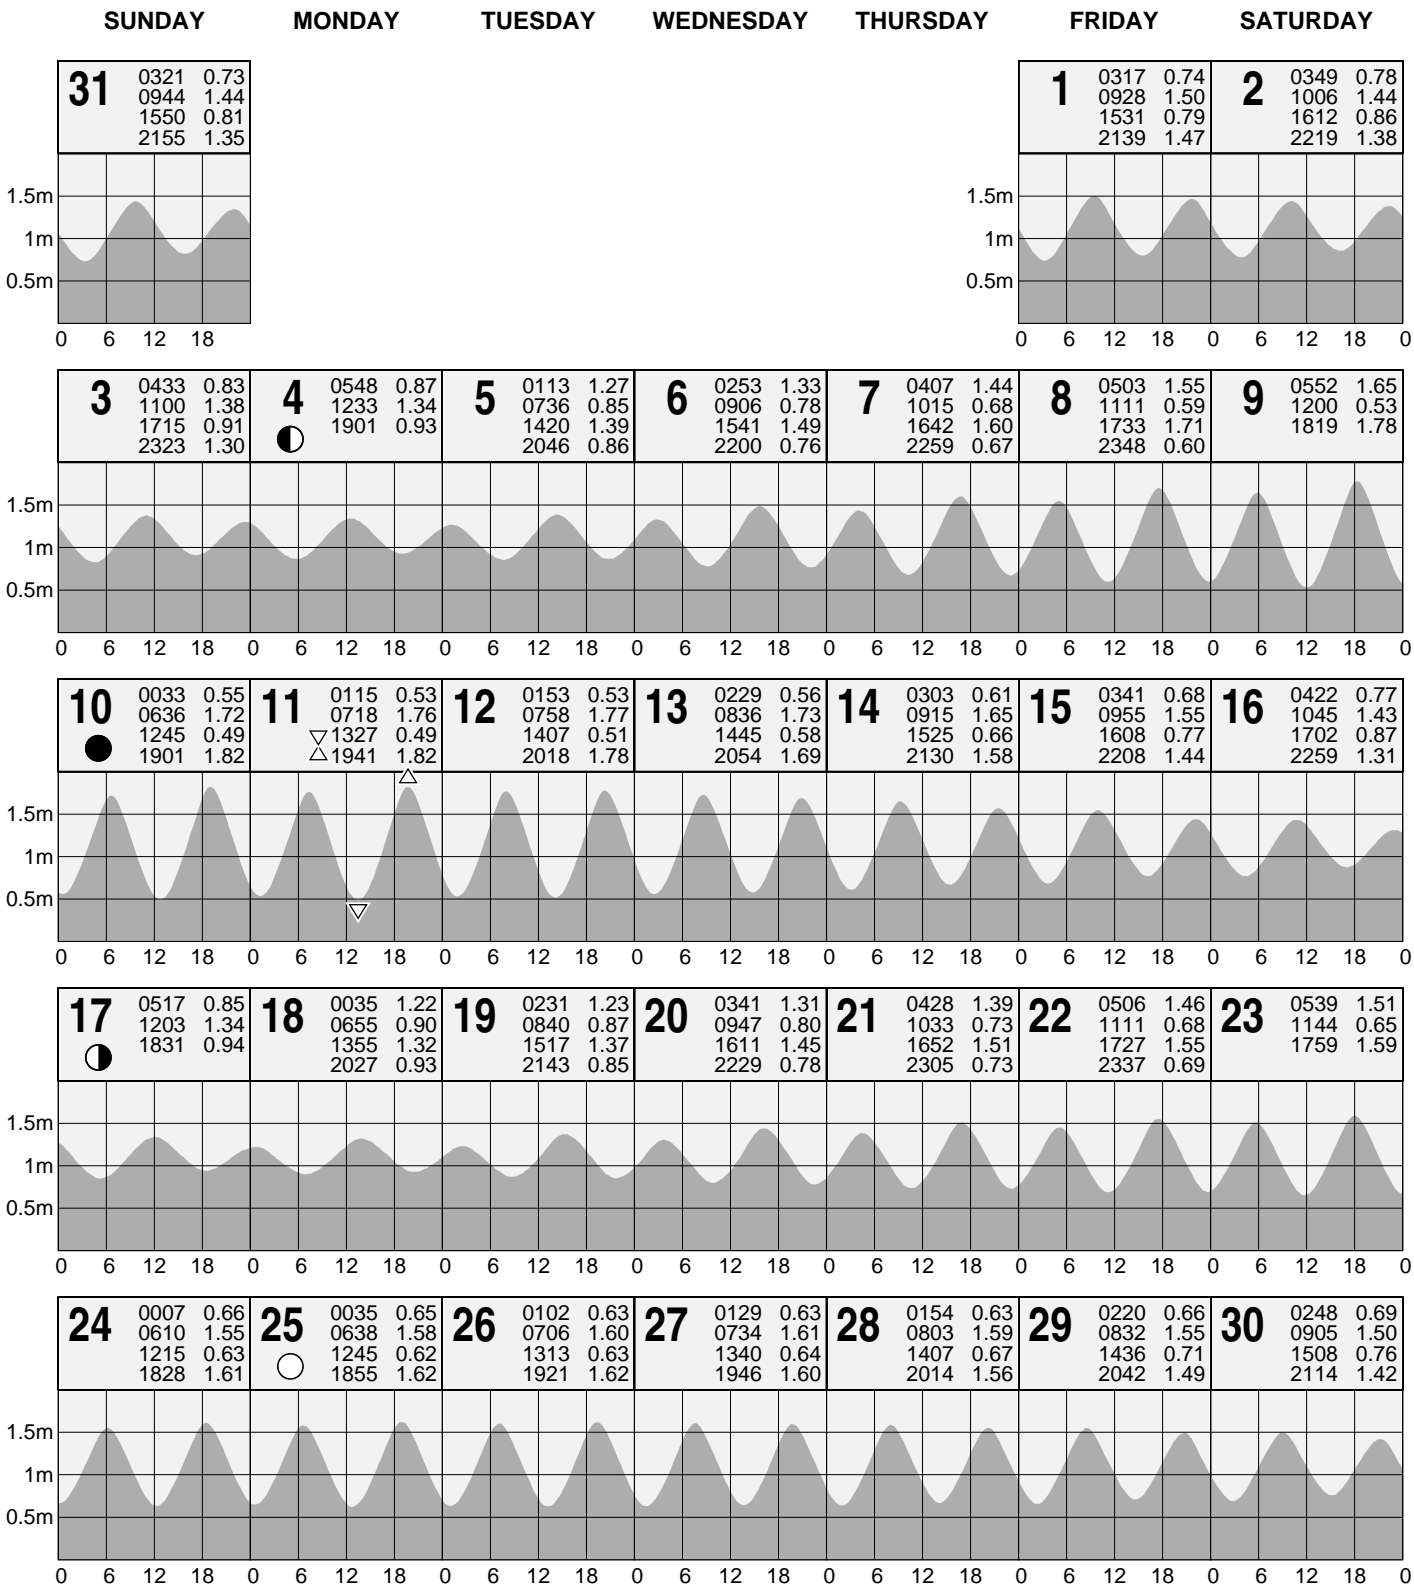 SUNDAY MONDAY TUESDAY WEDNESDAY THURSDAY FRIDAY SATURDAY
31 0321 0.73
0944 1.44
1550 0.81
2155 1.35
1 0317 0.74
0928 1.50
1531 0.79
2139 1.47
2 0349 0.78
1006 1.44
1612 0.86
2219 1.38
1.5m
1m
0.5m
0 6 12 18
1.5m
1m
0.5m
0 6 12 18 0 6 12 18 0
3 0433 0.83
1100 1.38
1715 0.91
2323 1.30
4 0548 0.87
1233 1.34
1901 0.93
5 0113 1.27
0736 0.85
1420 1.39
2046 0.86
6 0253 1.33
0906 0.78
1541 1.49
2200 0.76
7 0407 1.44
1015 0.68
1642 1.60
2259 0.67
8 0503 1.55
1111 0.59
1733 1.71
2348 0.60
9 0552 1.65
1200 0.53
1819 1.78
1.5m
1m
0.5m
0 6 12 18 0 6 12 18 0 6 12 18 0 6 12 18 0 6 12 18 0 6 12 18 0 6 12 18 0
10 0033 0.55
0636 1.72
1245 0.49
1901 1.82
11 0115 0.53
0718 1.76
1327 0.49
1941 1.82
12 0153 0.53
0758 1.77
1407 0.51
2018 1.78
13 0229 0.56
0836 1.73
1445 0.58
2054 1.69
14 0303 0.61
0915 1.65
1525 0.66
2130 1.58
15 0341 0.68
0955 1.55
1608 0.77
2208 1.44
16 0422 0.77
1045 1.43
1702 0.87
2259 1.31
1.5m
1m
0.5m
0 6 12 18 0 6 12 18 0 6 12 18 0 6 12 18 0 6 12 18 0 6 12 18 0 6 12 18 0
17 0517 0.85
1203 1.34
1831 0.94
18 0035 1.22
0655 0.90
1355 1.32
2027 0.93
19 0231 1.23
0840 0.87
1517 1.37
2143 0.85
20 0341 1.31
0947 0.80
1611 1.45
2229 0.78
21 0428 1.39
1033 0.73
1652 1.51
2305 0.73
22 0506 1.46
1111 0.68
1727 1.55
2337 0.69
23 0539 1.51
1144 0.65
1759 1.59
1.5m
1m
0.5m
0 6 12 18 0 6 12 18 0 6 12 18 0 6 12 18 0 6 12 18 0 6 12 18 0 6 12 18 0
24 0007 0.66
0610 1.55
1215 0.63
1828 1.61
25 0035 0.65
0638 1.58
1245 0.62
1855 1.62
26 0102 0.63
0706 1.60
1313 0.63
1921 1.62
27 0129 0.63
0734 1.61
1340 0.64
1946 1.60
28 0154 0.63
0803 1.59
1407 0.67
2014 1.56
29 0220 0.66
0832 1.55
1436 0.71
2042 1.49
30 0248 0.69
0905 1.50
1508 0.76
2114 1.42
1.5m
1m
0.5m
0 6 12 18 0 6 12 18 0 6 12 18 0 6 12 18 0 6 12 18 0 6 12 18 0 6 12 18 0